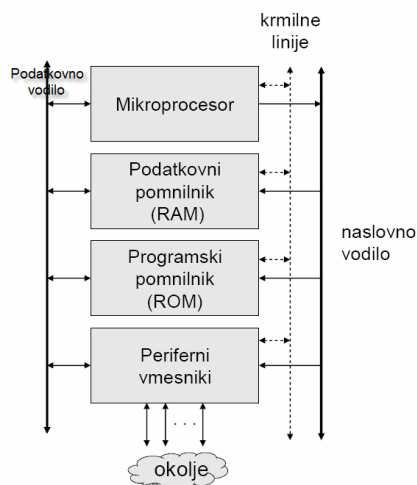 krmilne
linije
Podatkovno
vodilo
Mikroprocesor
Podatkovni
pomnilnik
(RAM)
naslovno
vodilo
Programski
pomnilnik
(ROM)
Periferni
vmesniki
. . .
okolje